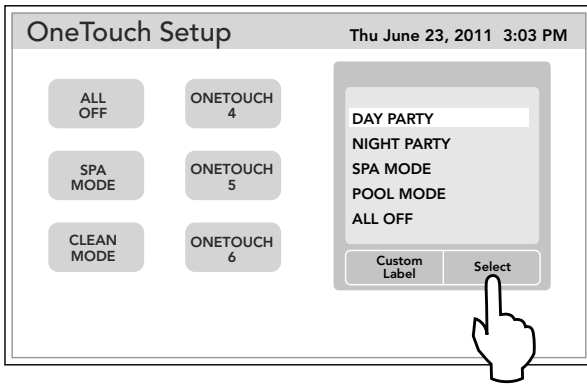 OneTouch Setup
Thu June 23, 2011 3:03 PM
ALL
OFF
ONETOUCH
4
SPA
MODE
ONETOUCH
5
CLEAN
MODE
ONETOUCH
6
DAY PARTY
NIGHT PARTY
SPA MODE
POOL MODE
ALL OFF
Custom
Label
Select